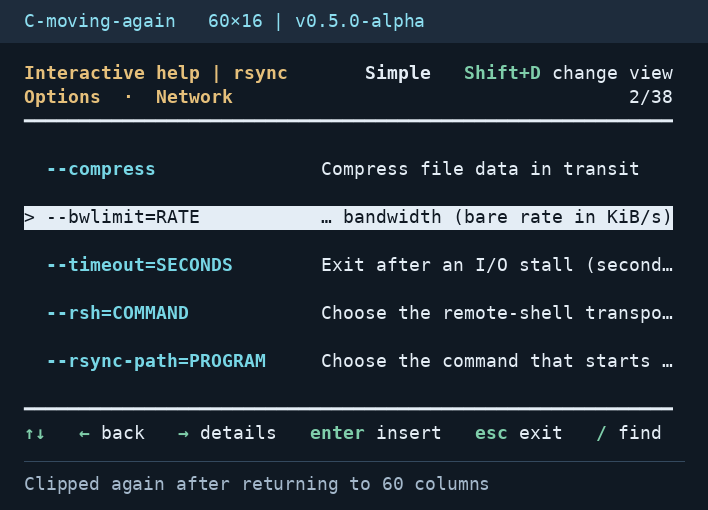 C-moving-again 60×16 | v0.5.0-alpha
Interactive help | rsync Simple Shift+D change view
Options · Network 2/38
--compress Compress file data in transit
> --bwlimit=RATE … bandwidth (bare rate in KiB/s)
--timeout=SECONDS Exit after an I/O stall (second…
--rsh=COMMAND Choose the remote-shell transpo…
--rsync-path=PROGRAM Choose the command that starts …
↑↓ ← back → details enter insert esc exit / find
Clipped again after returning to 60 columns